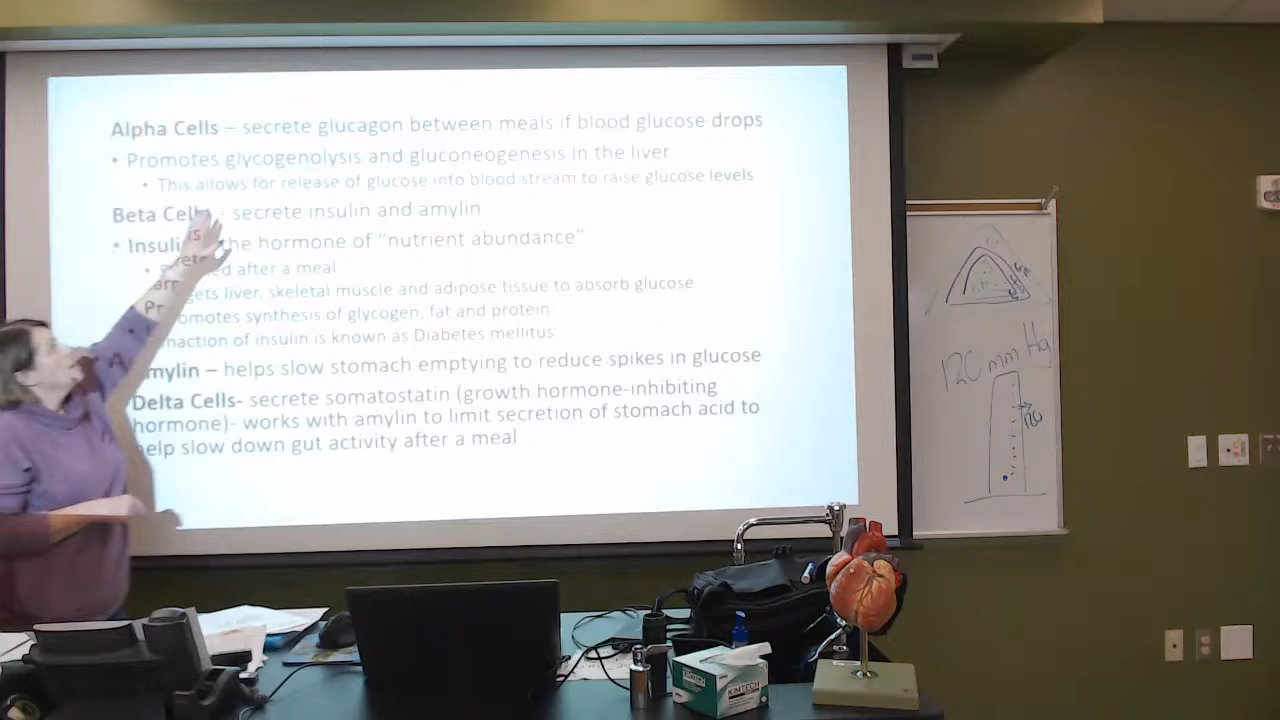 Alpha Cells – secrete glucagon between meals if blood glucose drops
• Promotes glycogenolysis and gluconeogenesis in the liver
• This allows for release of glucose into blood stream to raise glucose levels
Beta Cells - secrete insulin and amylin
• Insulin the hormone of “nutrient abundance”
after a meal
liver, skeletal muscle and adipose tissue to absorb glucose
Promotes synthesis of glycogen, fat and protein
of insulin is known as Diabetes mellitus
Amylin – helps slow stomach emptying to reduce spikes in glucose
Delta Cells- secrete somatostatin (growth hormone-inhibiting
hormone)- works with amylin to limit secretion of stomach acid to
help slow down gut activity after a meal
120 mm Hg
120
KIMTECH
KIMTECH